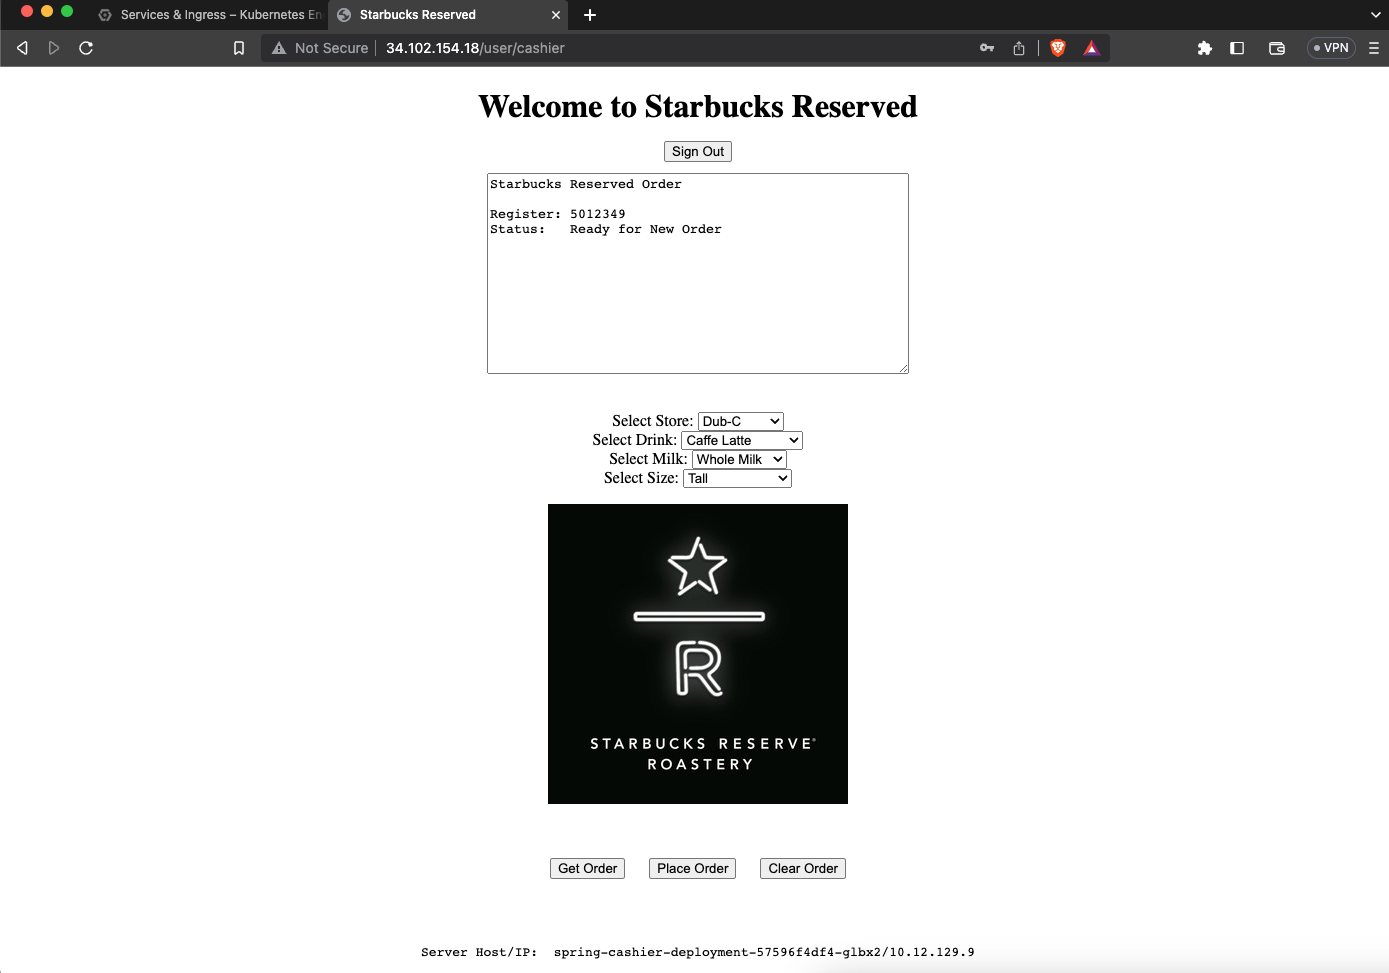 Services & Ingress – Kubernetes En
Starbucks Reserved
Not Secure
34.102.154.18/user/cashier
VPN
Welcome to Starbucks Reserved
Sign Out
Starbucks Reserved Order
Register: 5012349
Status: Ready for New Order
Select Store: Dub-C
Select Drink: Caffe Latte
Select Milk: Whole Milk
Select Size: Tall
R
STARBUCKS RESERVE®
ROASTERY
Get Order Place Order Clear Order
Server Host/IP: spring-cashier-deployment-57596f4df4-glbx2/10.12.129.9